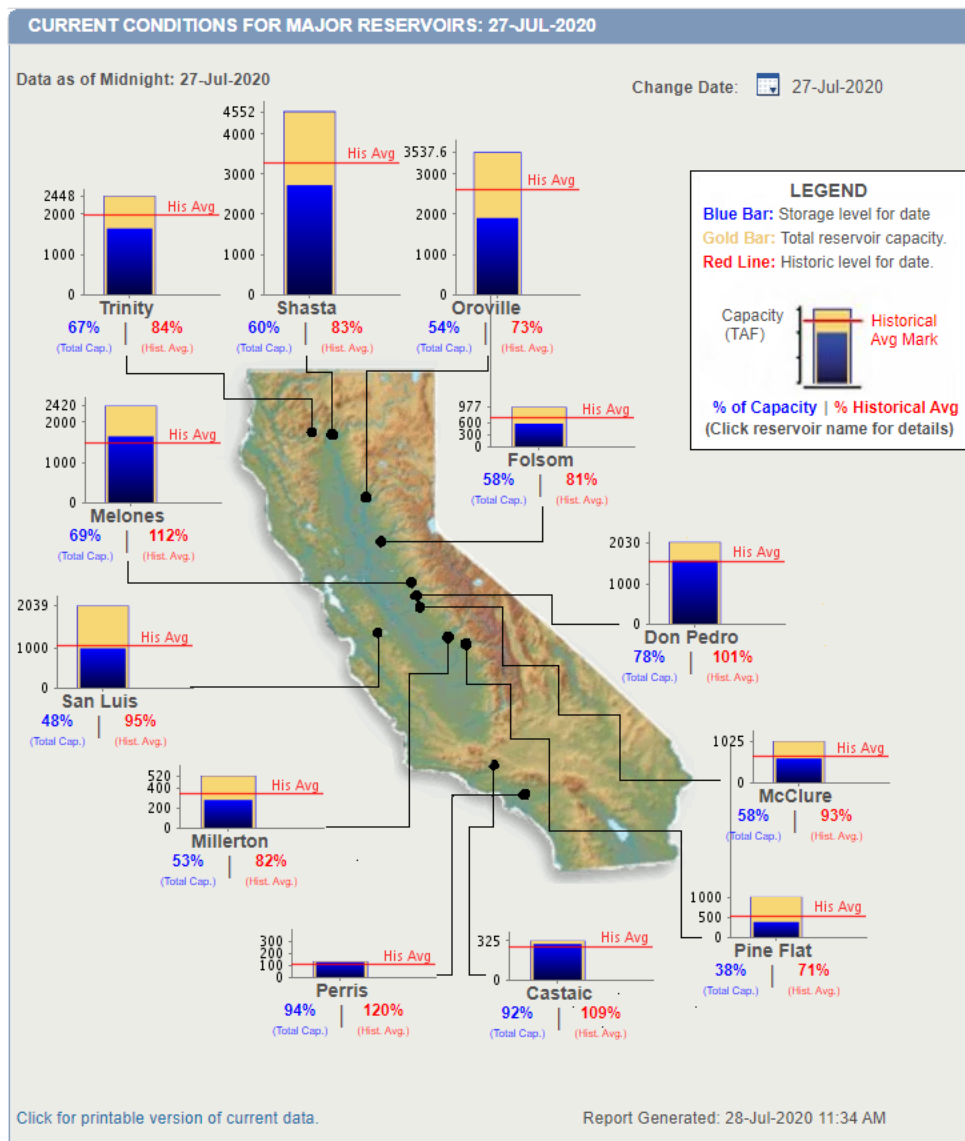 CURRENT CONDITIONS FOR MAJOR RESERVOIRS: 27-JUL-2020
Data as of Midnight: 27-Jul-2020
Change Date: 27-Jul-2020
4552
4000
3000
2000
1000
0
His Avg
Shasta
60% | 83%
(Total Cap.) (Hist. Avg.)
3537.6
3000
2000
1000
0
His Avg
Oroville
54% | 73%
(Total Cap.) (Hist. Avg.)
2448
2000
1000
0
His Avg
Trinity
67% | 84%
(Total Cap.) (Hist. Avg.)
LEGEND
Blue Bar: Storage level for date
Gold Bar: Total reservoir capacity.
Red Line: Historic level for date.
Capacity
(TAF)
Historical
Avg Mark
% of Capacity | % Historical Avg
(Click reservoir name for details)
2420
2000
1000
0
His Avg
Melones
69% | 112%
(Total Cap.) (Hist. Avg.)
977
600
300
0
His Avg
Folsom
58% | 81%
(Total Cap.) (Hist. Avg.)
2030
1000
0
His Avg
Don Pedro
78% | 101%
(Total Cap.) (Hist. Avg.)
2039
1000
0
His Avg
San Luis
48% | 95%
(Total Cap.) (Hist. Avg.)
1025
0
His Avg
McClure
58% | 93%
(Total Cap.) (Hist. Avg.)
520
400
200
0
His Avg
Millerton
53% | 82%
(Total Cap.) (Hist. Avg.)
1000
500
0
His Avg
Pine Flat
38% | 71%
(Total Cap.) (Hist. Avg.)
300
200
100
0
His Avg
Perris
94% | 120%
(Total Cap.) (Hist. Avg.)
325
0
His Avg
Castaic
92% | 109%
(Total Cap.) (Hist. Avg.)
Click for printable version of current data.
Report Generated: 28-Jul-2020 11:34 AM